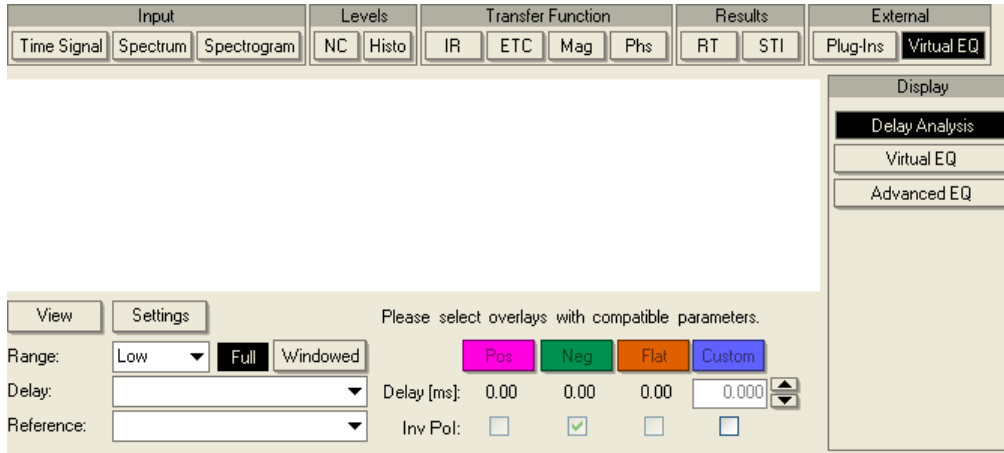 Input Levels Transfer Function Results External
Time Signal Spectrum Spectrogram NC Histo IR ETC Mag Phs RT STI Plug-Ins Virtual EQ
Display
Delay Analysis
Virtual EQ
Advanced EQ
View Settings Please select overlays with compatible parameters.
Range: Low Full Windowed Pos Neg Flat Custom
Delay: Delay [ms]: 0.00 0.00 0.00 0.000
Reference: Inv Pol: